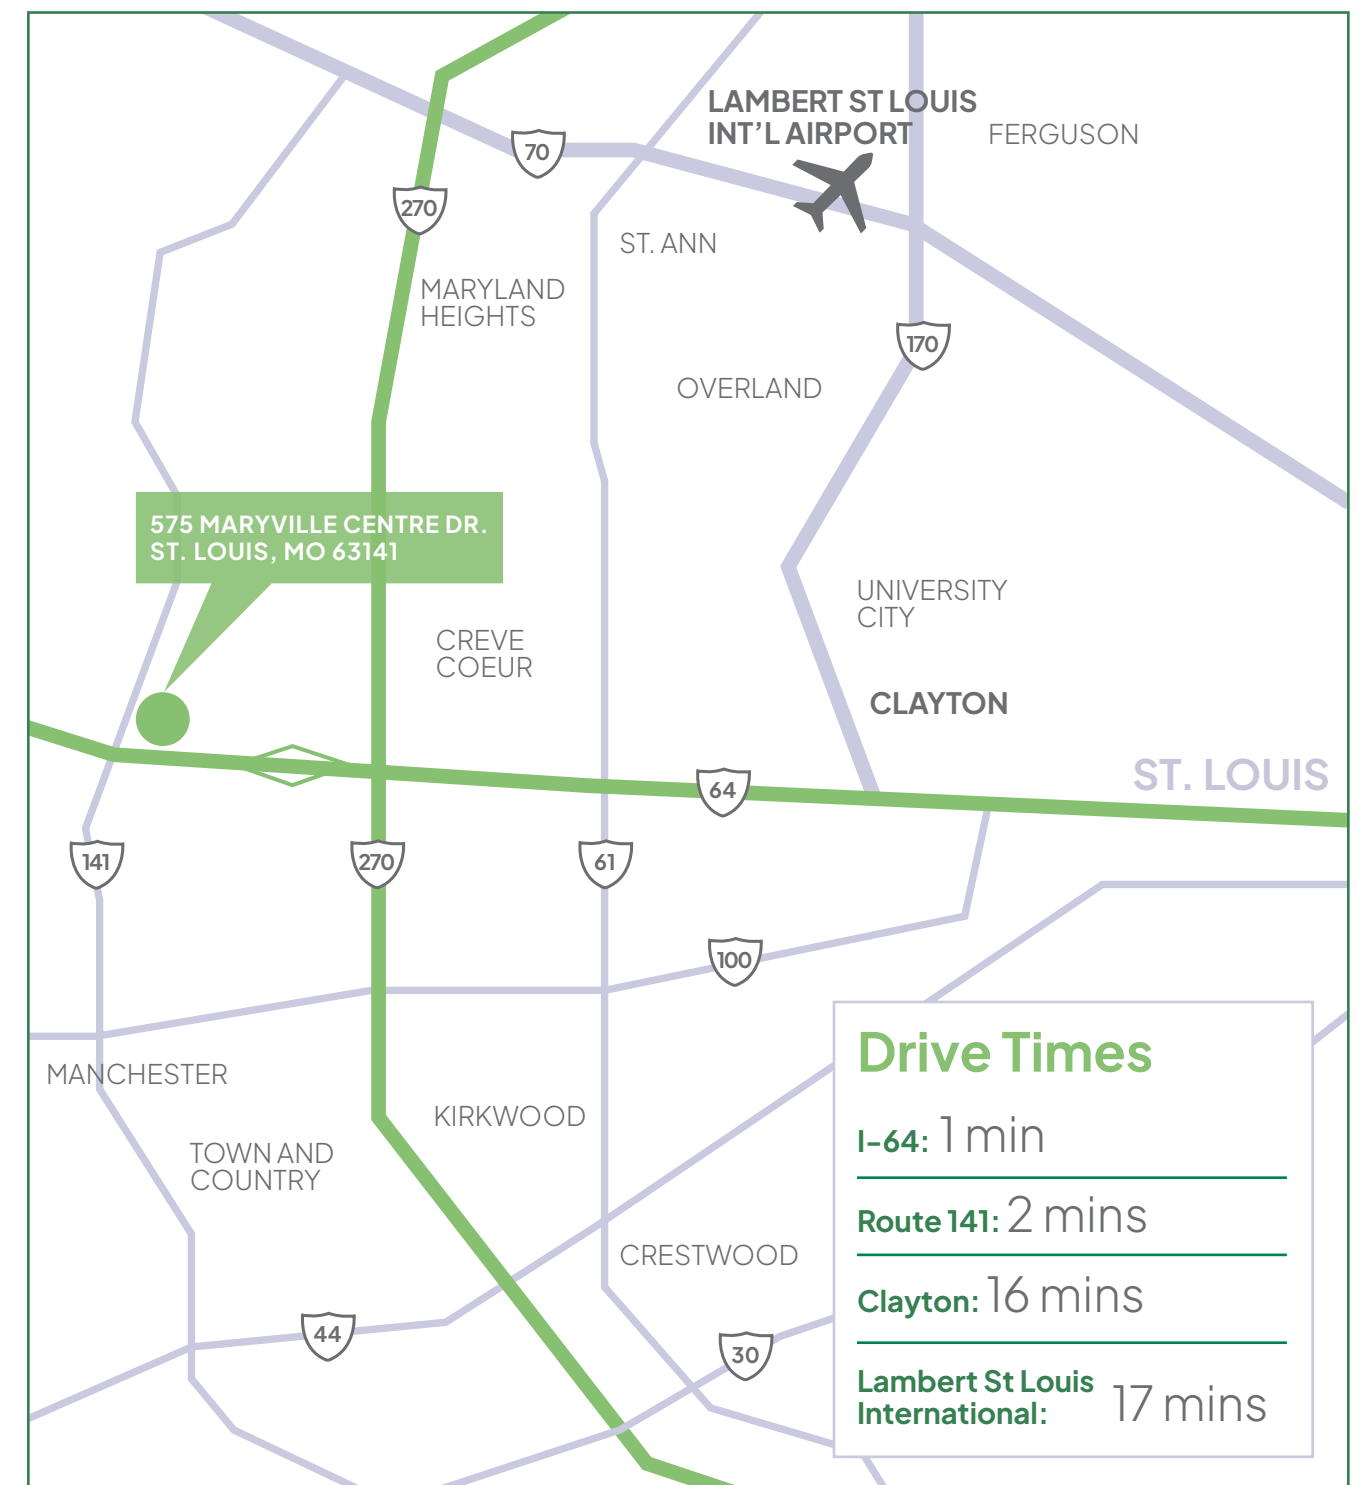 LAMBERT ST LOUIS
INT'L AIRPORT
FERGUSON
70
270
ST. ANN
MARYLAND
HEIGHTS
170
OVERLAND
575 MARYVILLE CENTRE DR.
ST. LOUIS, MO 63141
UNIVERSITY
CITY
CREVE
COEUR
CLAYTON
ST. LOUIS
64
141
270
61
100
MANCHESTER
KIRKWOOD
TOWN AND
COUNTRY
CRESTWOOD
44
30
Drive Times
I-64: 1 min
Route 141: 2 mins
Clayton: 16 mins
Lambert St Louis
International: 17 mins